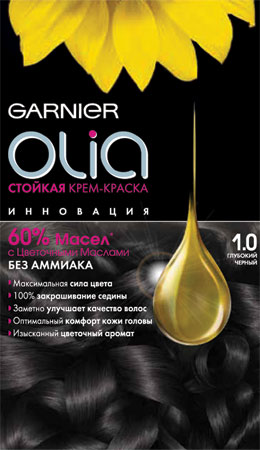 GARNIER
OLIA
СТОЙКАЯ КРЕМ-КРАСКА
ИННОВАЦИЯ
60% Масел*
с Цветочными Маслами
БЕЗ АММИАКА
1.0
ГЛУБОКИЙ
ЧЕРНЫЙ
Максимальная сила цвета
100% закрашивание седины
Заметно улучшает качество волос
Оптимальный комфорт кожи головы
Изысканный цветочный аромат